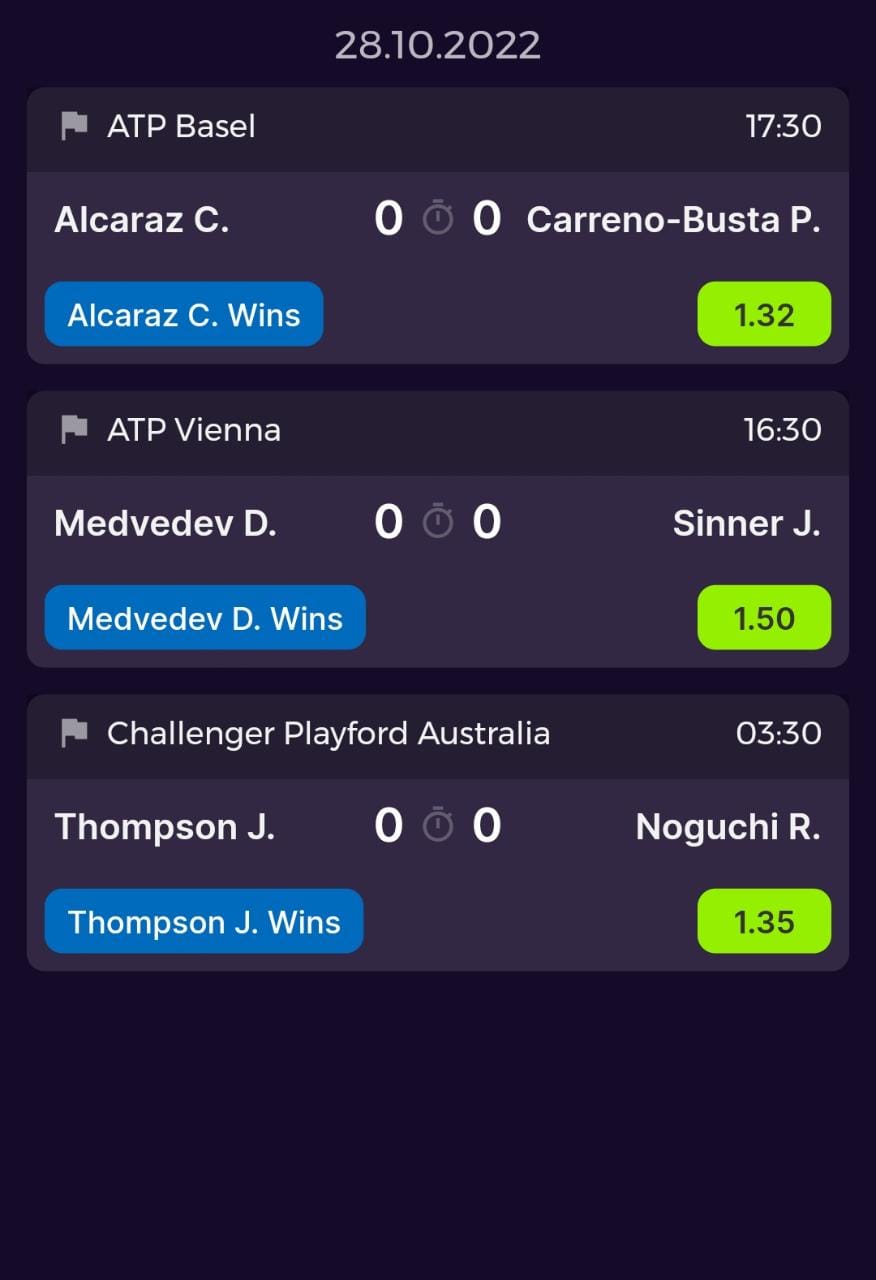 28.10.2022
ATP Basel 17:30
Alcaraz C. 0 0 Carreno-Busta P.
Alcaraz C. Wins 1.32
ATP Vienna 16:30
Medvedev D. 0 0 Sinner J.
Medvedev D. Wins 1.50
Challenger Playford Australia 03:30
Thompson J. 0 0 Noguchi R.
Thompson J. Wins 1.35